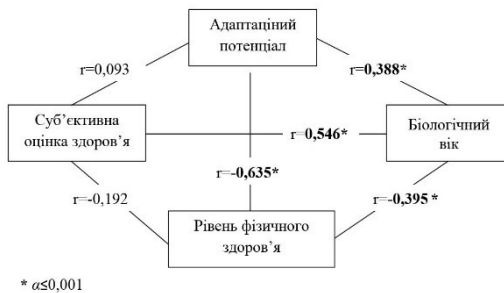 Адаптаціний
потенціал
r=0,093
r=0,388*
Суб’єктивна
оцінка здоров’я
r=0,546*
Біологічний
вік
r=-0,635*
r=-0,192
r=-0,395*
Рівень фізичного
здоров’я
* α≤0,001